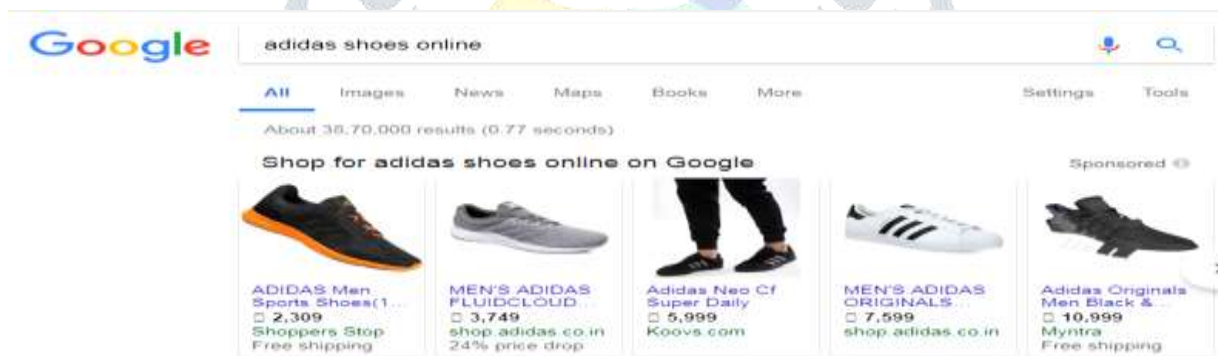 Google
adidas shoes online
All Images News Maps Books More Settings Tools
About 38,70,000 results (0.77 seconds)
Shop for adidas shoes online on Google
Sponsored
ADIDAS Men
Sports Shoes(1...
2,309
Shoppers Stop
Free shipping
MEN'S ADIDAS
FLUIDCLOUD...
3,749
shop.adidas.co.in
24% price drop
Adidas Neo Cf
Super Daily
5,999
Koovs.com
MEN'S ADIDAS
ORIGINALS...
7,599
shop.adidas.co.in
Adidas Originals
Men Black &...
10,999
Myntra
Free shipping